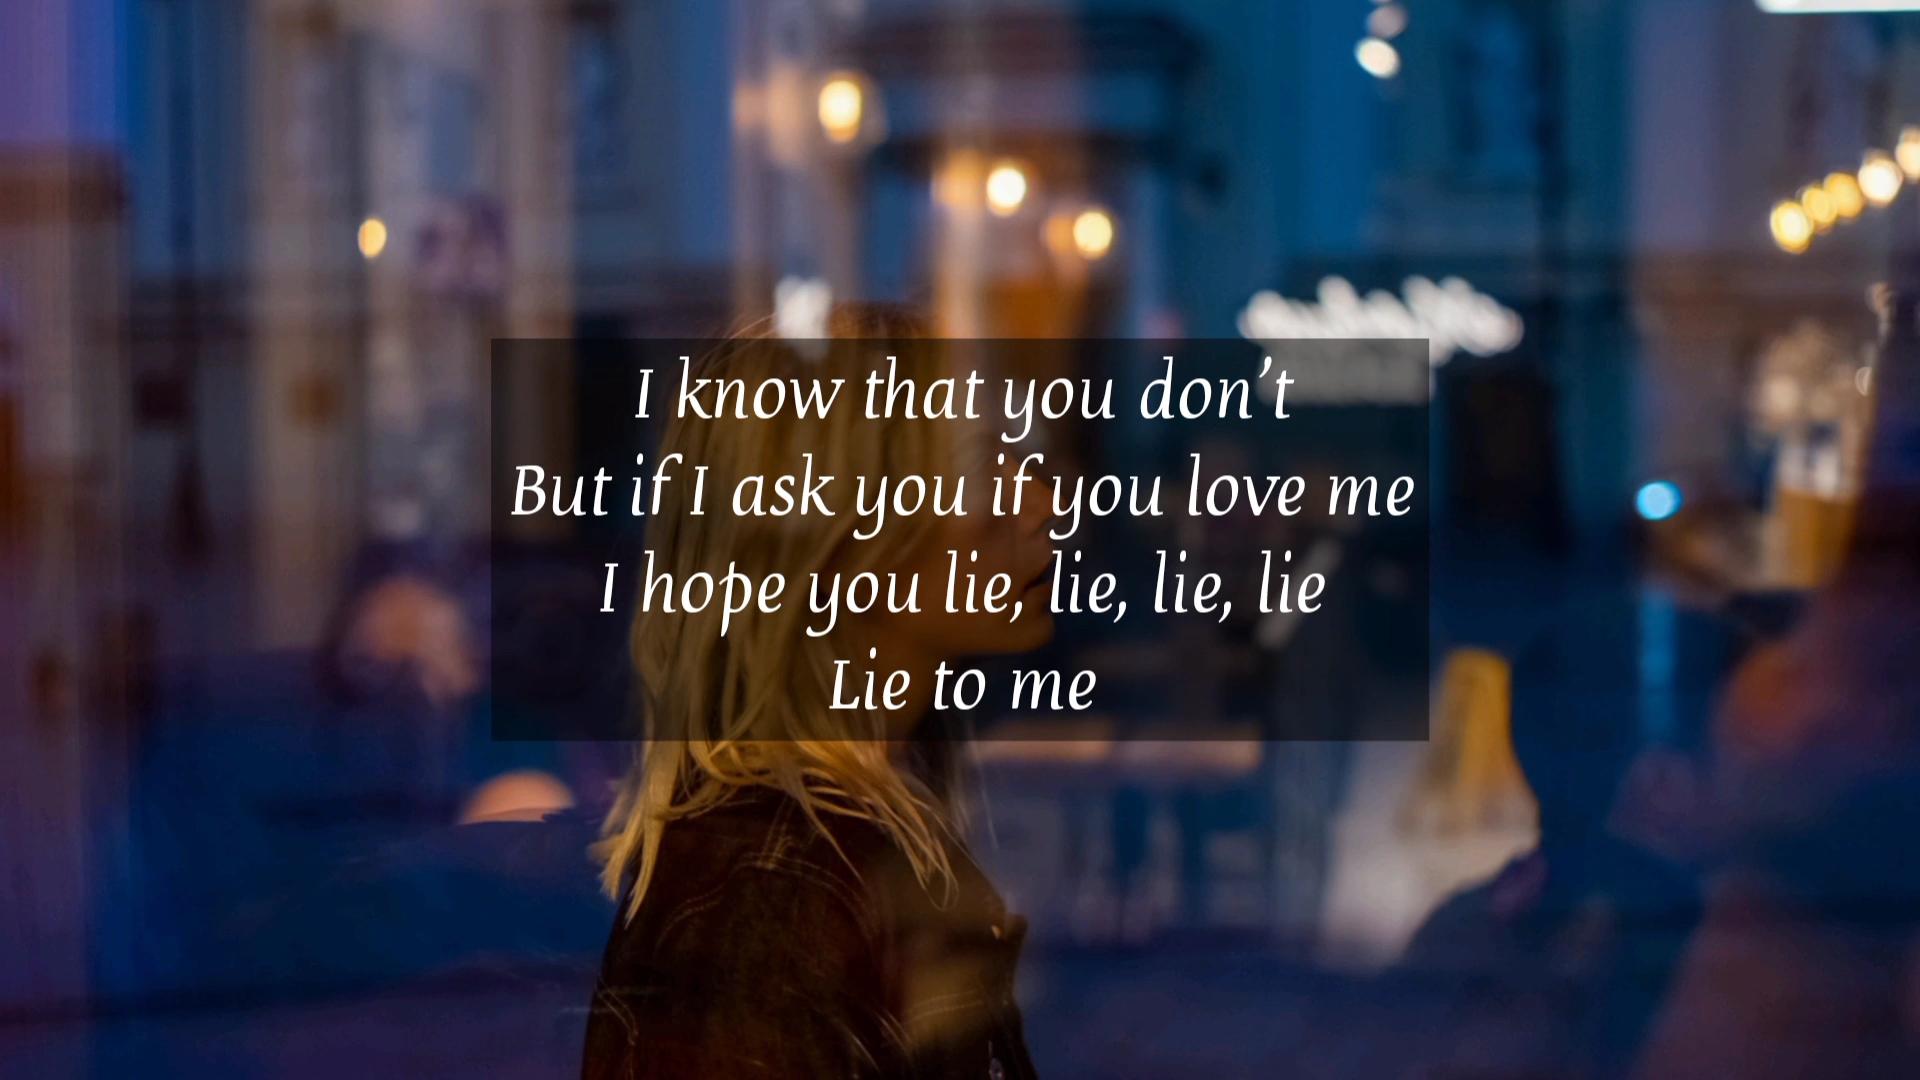 I know that you don’t
But if I ask you if you love me
I hope you lie, lie, lie, lie
Lie to me